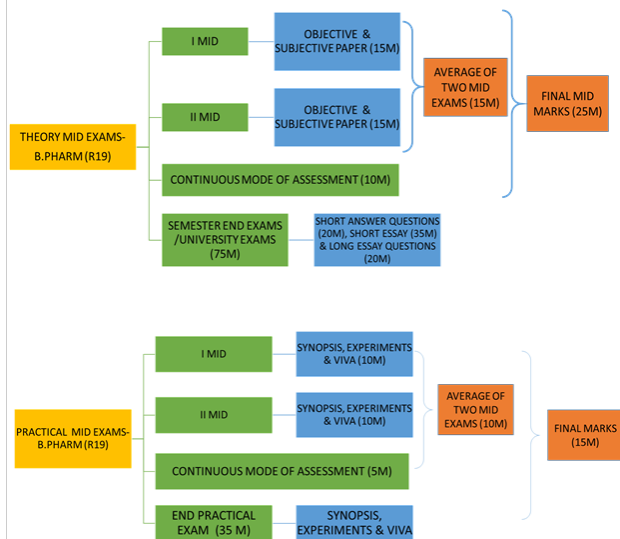 THEORY MID EXAMS-
B.PHARM (R19)
I MID
OBJECTIVE &
SUBJECTIVE PAPER (15M)
II MID
OBJECTIVE &
SUBJECTIVE PAPER (15M)
AVERAGE OF
TWO MID
EXAMS (15M)
FINAL MID
MARKS (25M)
CONTINUOUS MODE OF ASSESSMENT (10M)
SEMESTER END EXAMS
/UNIVERSITY EXAMS
(75M)
SHORT ANSWER QUESTIONS
(20M), SHORT ESSAY (35M)
& LONG ESSAY QUESTIONS
(20M)
PRACTICAL MID EXAMS-
B.PHARM (R19)
I MID
SYNOPSIS, EXPERIMENTS
& VIVA (10M)
II MID
SYNOPSIS, EXPERIMENTS
& VIVA (10M)
AVERAGE OF
TWO MID
EXAMS (10M)
FINAL MARKS
(15M)
CONTINUOUS MODE OF ASSESSMENT (5M)
END PRACTICAL
EXAM (35 M)
SYNOPSIS,
EXPERIMENTS & VIVA